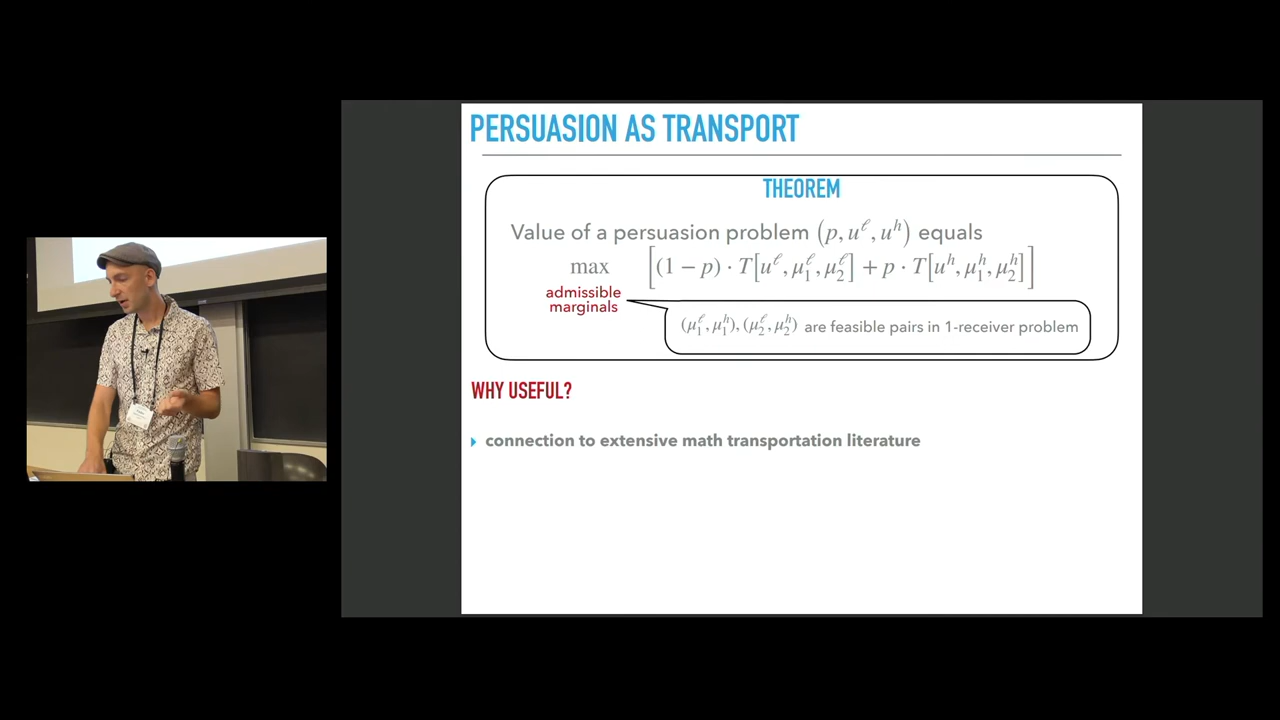 PERSUASION AS TRANSPORT
THEOREM
Value of a persuasion problem (p, u^ℓ, u^h) equals
max [(1 − p) · T[u^ℓ, μ_1^ℓ, μ_2^ℓ] + p · T[u^h, μ_1^h, μ_2^h]]
admissible
marginals
(μ_1^ℓ, μ_1^h), (μ_2^ℓ, μ_2^h) are feasible pairs in 1-receiver problem
WHY USEFUL?
connection to extensive math transportation literature